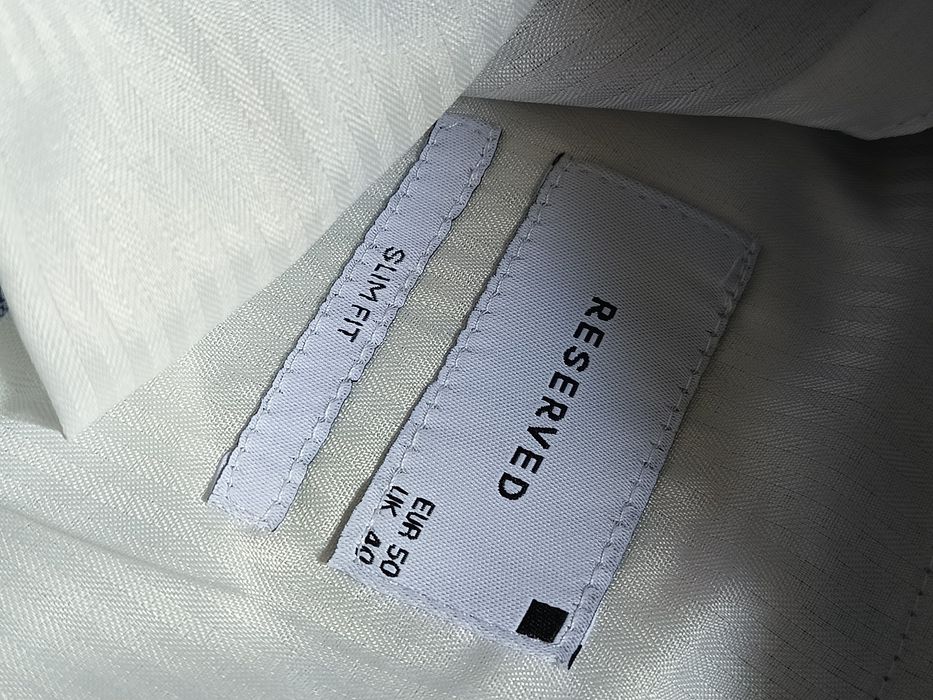 SLIM FIT
RESERVED
EUR 50
UK 40